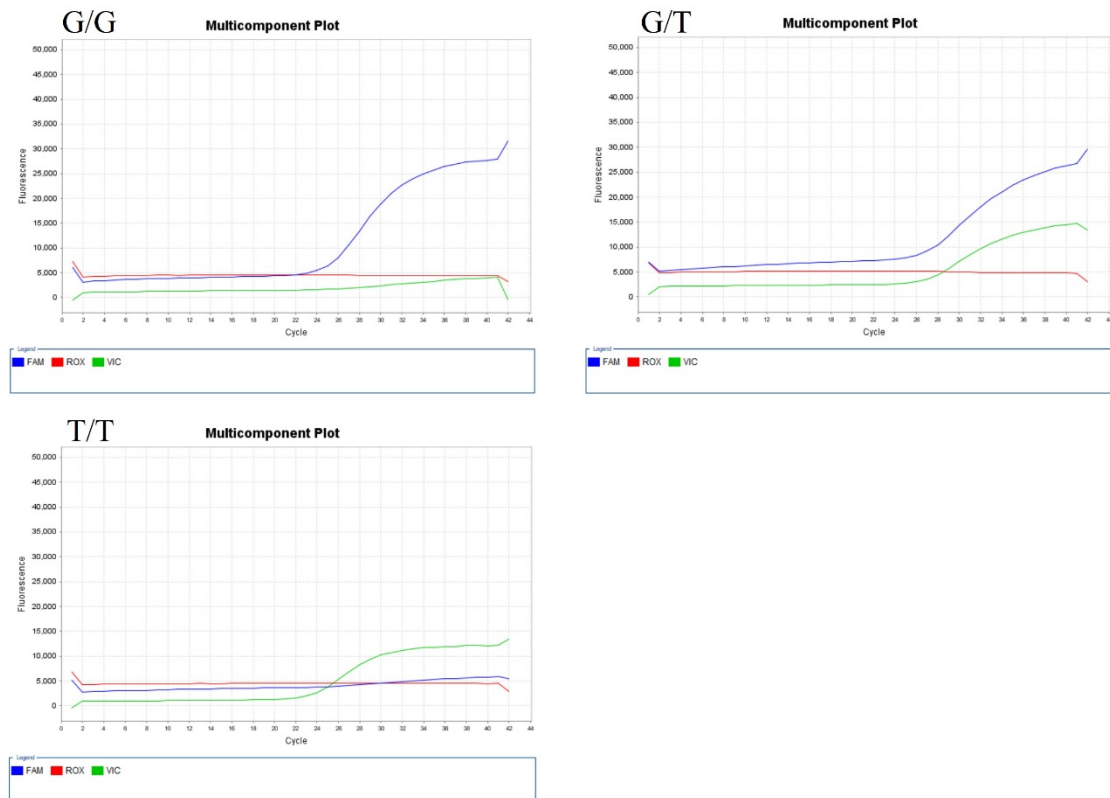 G/G
Multicomponent Plot
50,000
45,000
40,000
35,000
30,000
25,000
20,000
15,000
10,000
5,000
0
Fluorescence
0 2 4 6 8 10 12 14 16 18 20 22 24 26 28 30 32 34 36 38 40 42 44
Cycle
Legend
FAM ROX VIC
G/T
Multicomponent Plot
50,000
45,000
40,000
35,000
30,000
25,000
20,000
15,000
10,000
5,000
0
Fluorescence
0 2 4 6 8 10 12 14 16 18 20 22 24 26 28 30 32 34 36 38 40 42 44
Cycle
Legend
FAM ROX VIC
T/T
Multicomponent Plot
50,000
45,000
40,000
35,000
30,000
25,000
20,000
15,000
10,000
5,000
0
Fluorescence
0 2 4 6 8 10 12 14 16 18 20 22 24 26 28 30 32 34 36 38 40 42 44
Cycle
Legend
FAM ROX VIC